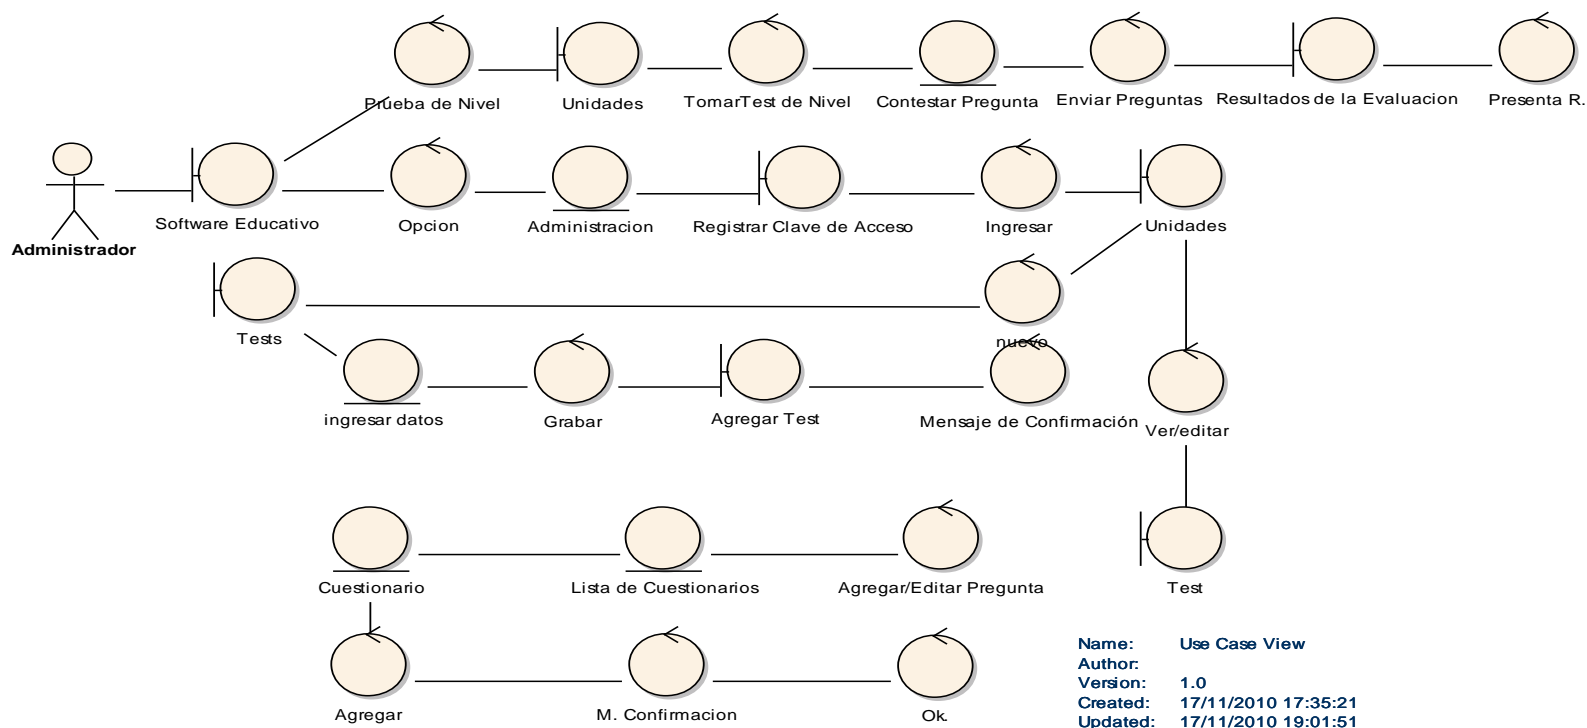 Prueba de Nivel
Unidades
TomarTest de Nivel
Contestar Pregunta
Enviar Preguntas
Resultados de la Evaluacion
Presenta R.
Administrador
Software Educativo
Opcion
Administracion
Registrar Clave de Acceso
Ingresar
Unidades
Tests
nuevo
ingresar datos
Grabar
Agregar Test
Mensaje de Confirmación
Ver/editar
Cuestionario
Lista de Cuestionarios
Agregar/Editar Pregunta
Test
Agregar
M. Confirmacion
Ok.
Name: Use Case View
Author:
Version: 1.0
Created: 17/11/2010 17:35:21
Updated: 17/11/2010 19:01:51